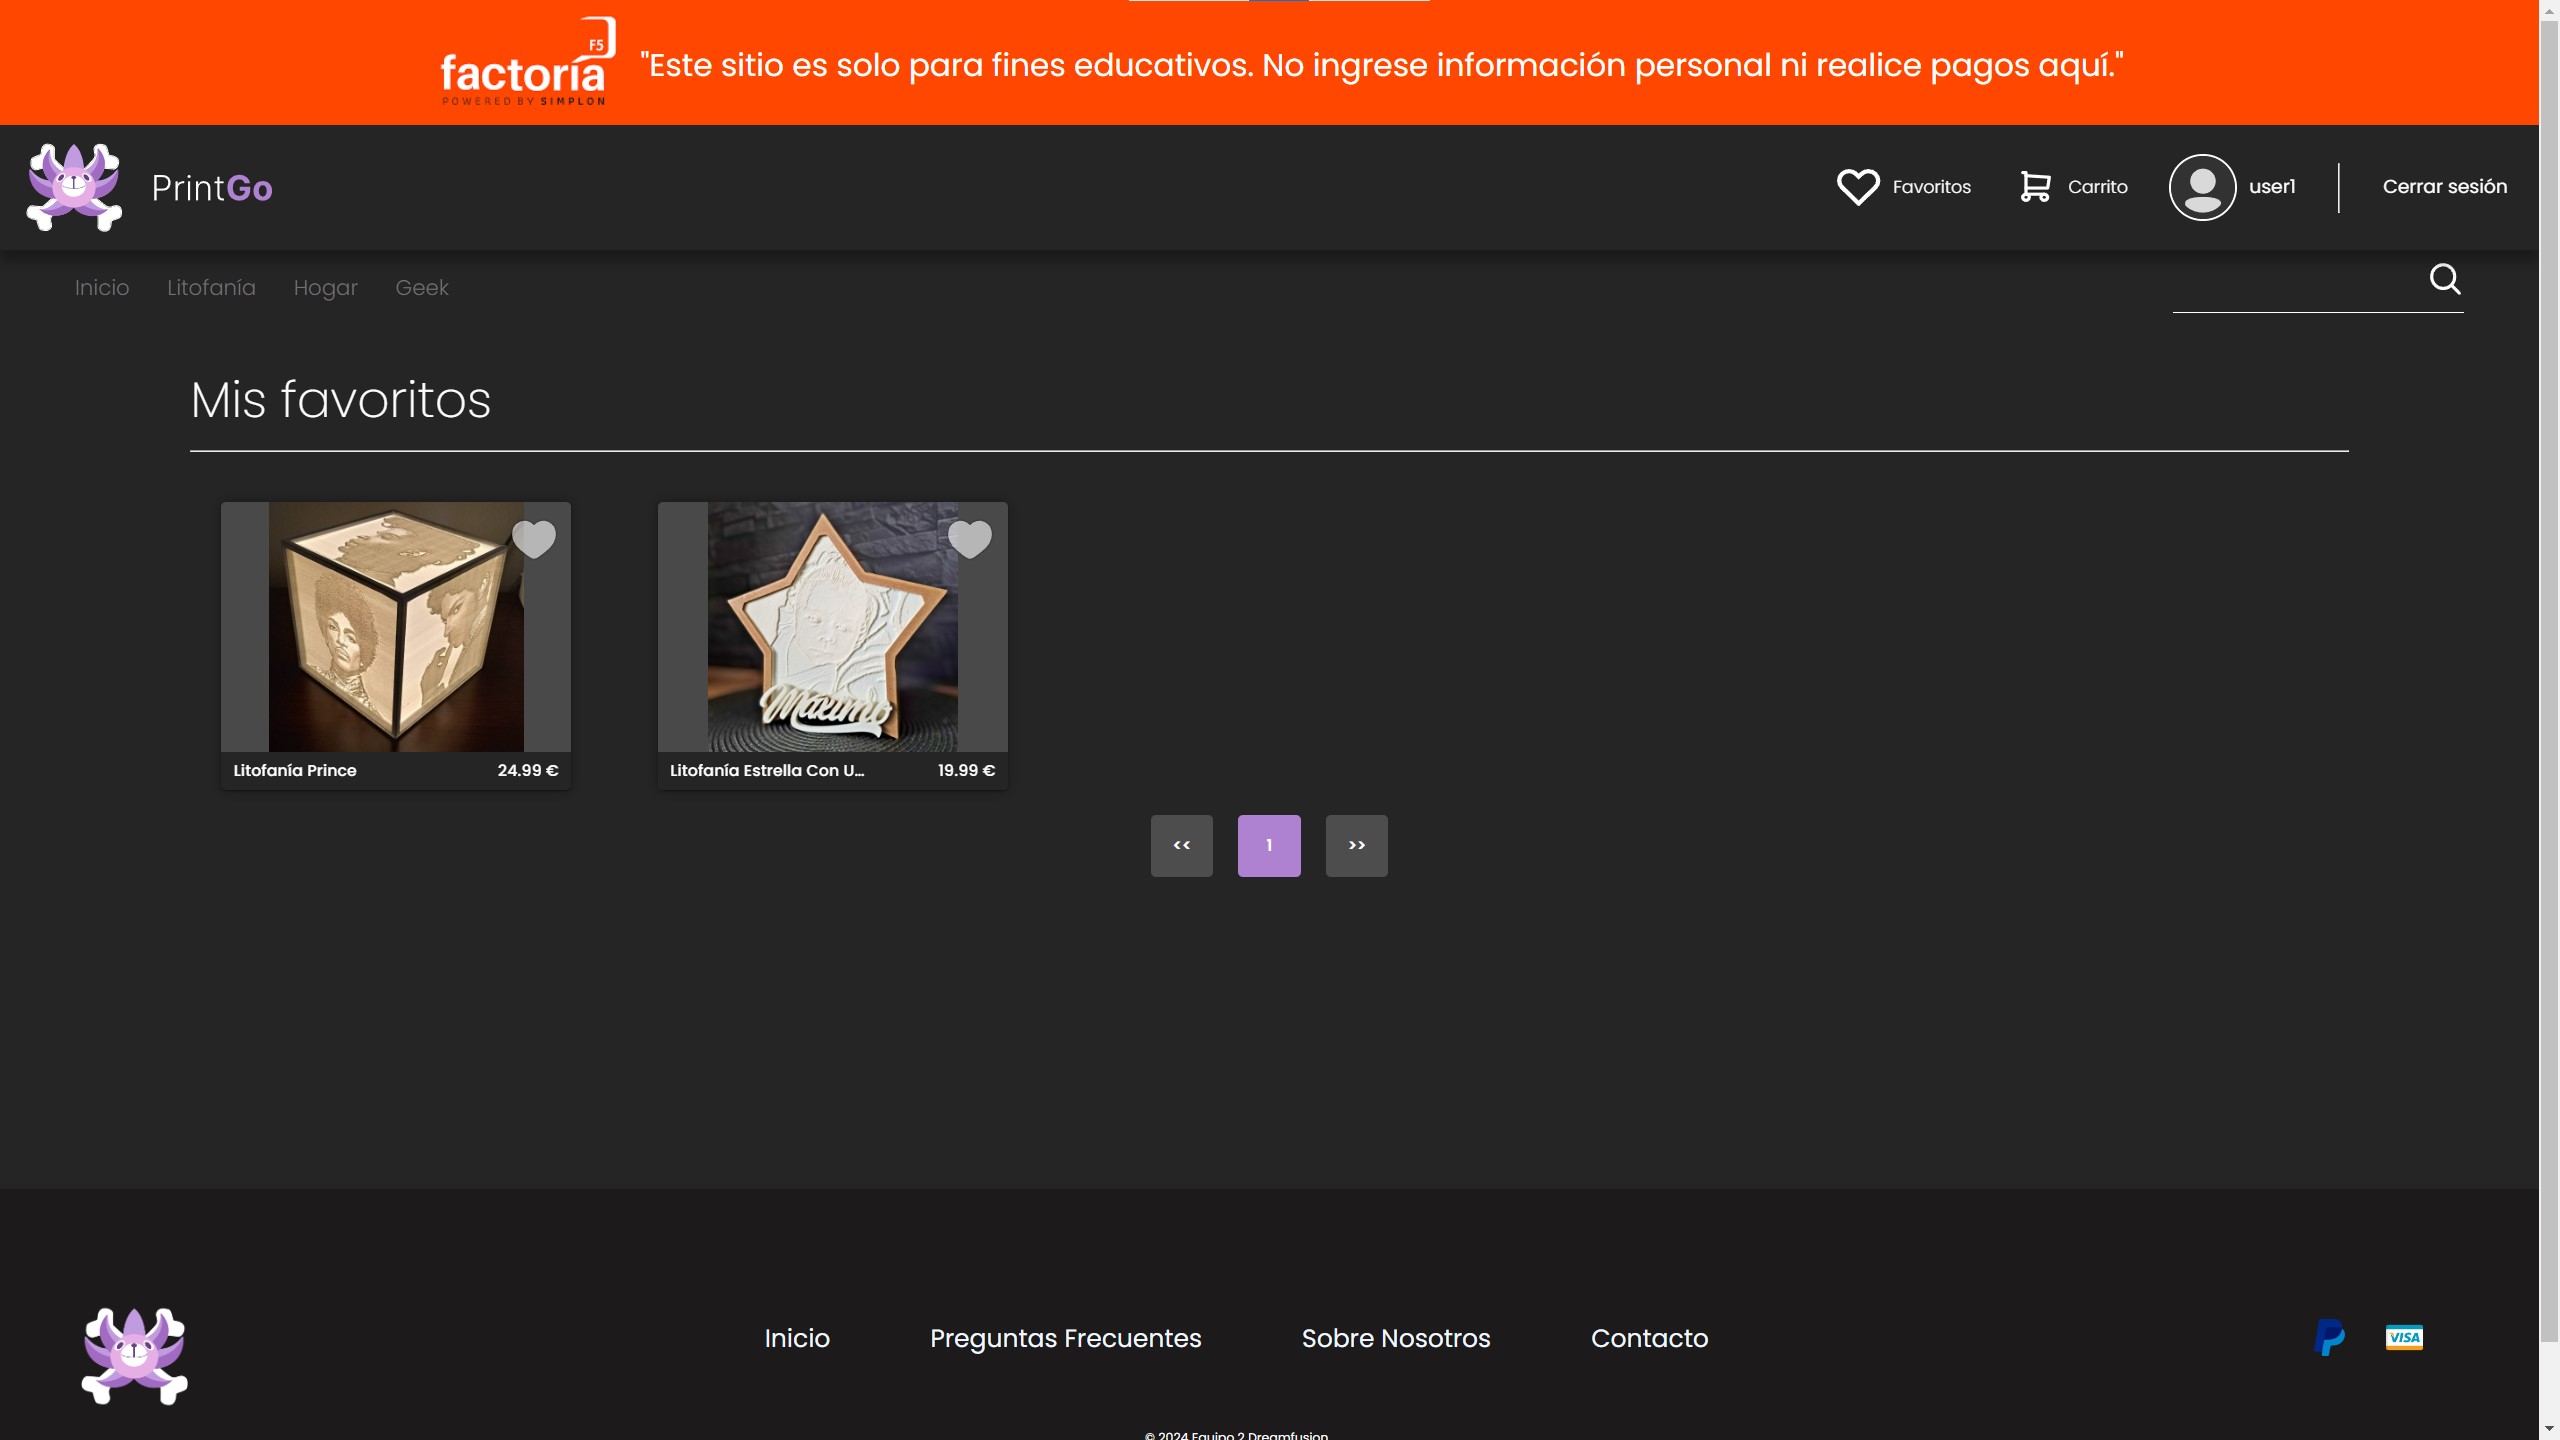 F5
factoría
POWERED BY SIMPLON
"Este sitio es solo para fines educativos. No ingrese información personal ni realice pagos aquí."
PrintGo
Favoritos
Carrito
user1
Cerrar sesión
Inicio
Litofanía
Hogar
Geek
Mis favoritos
Maximo
Litofanía Prince
24.99 €
Litofanía Estrella Con U...
19.99 €
<<
1
>>
Inicio
Preguntas Frecuentes
Sobre Nosotros
Contacto
VISA
© 2024 Equipo 2 Dreamfusion